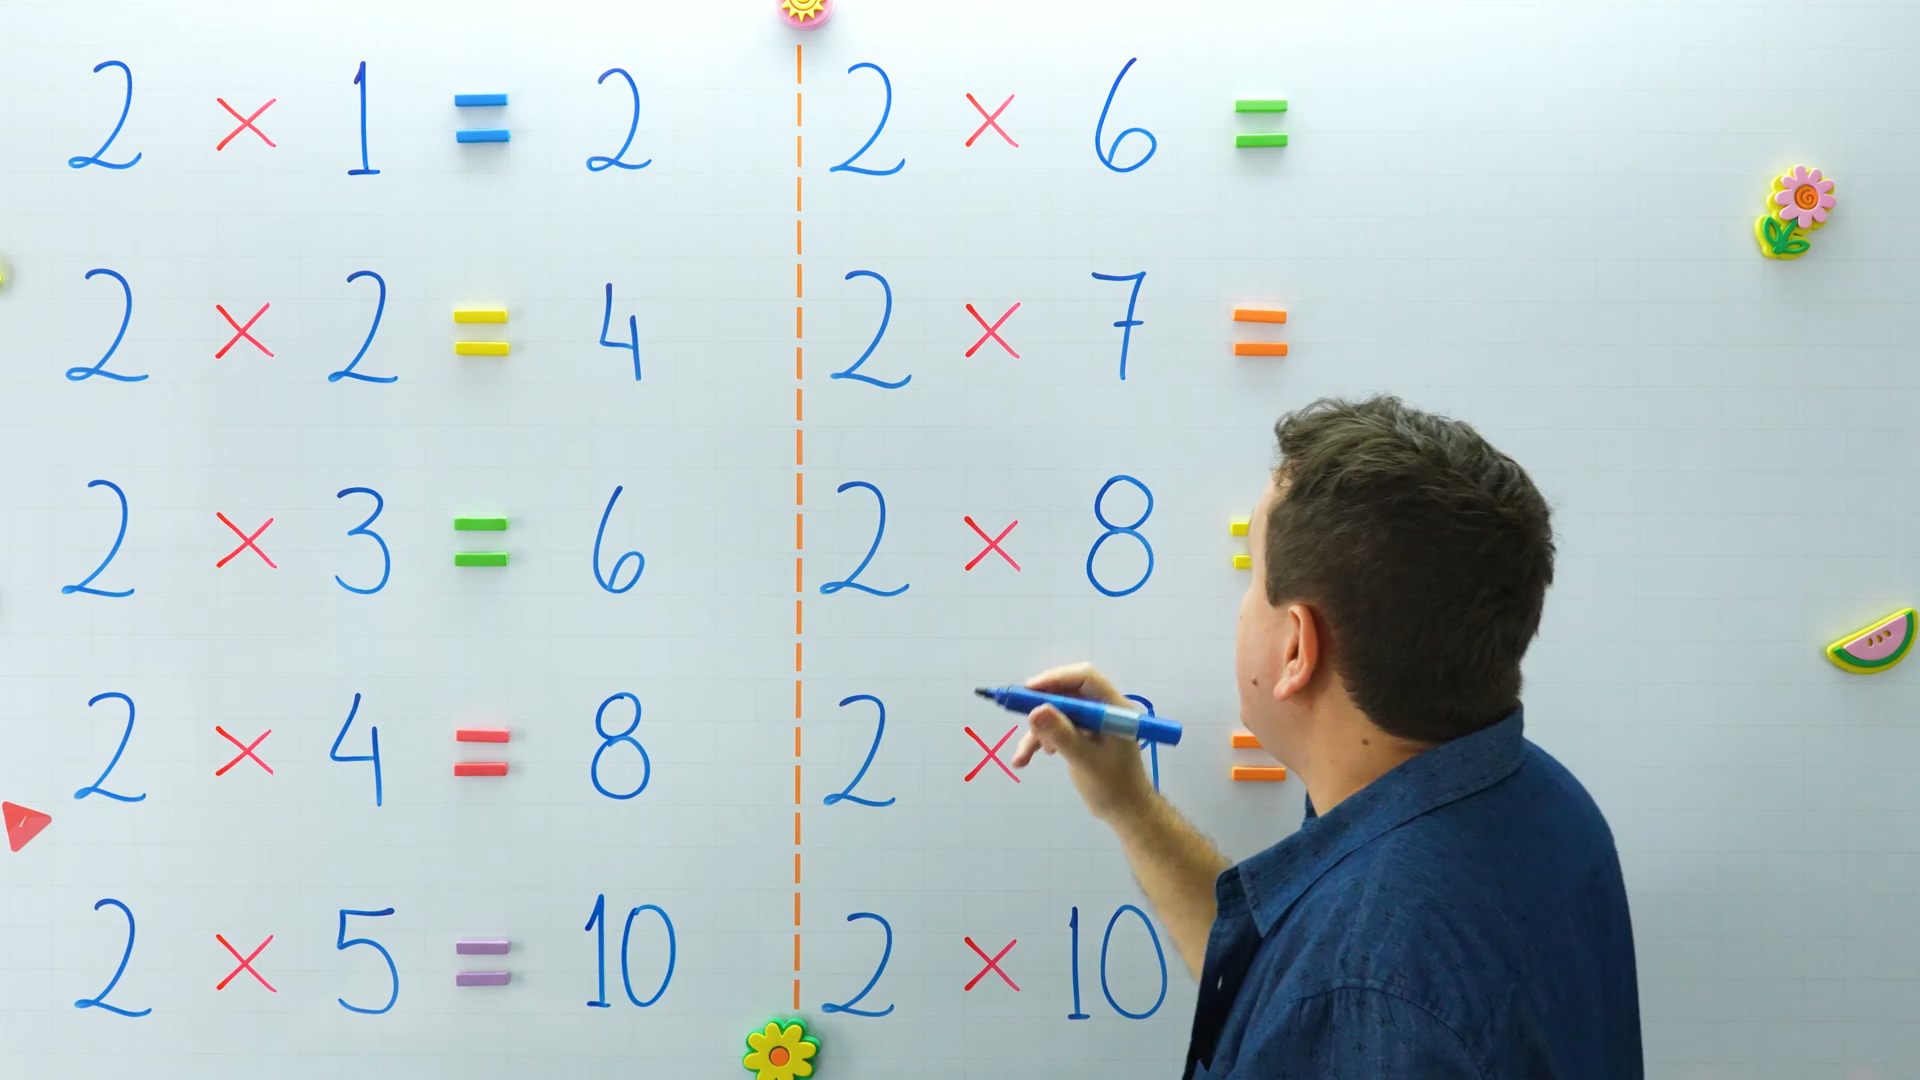 2 × 1 = 2
2 × 2 = 4
2 × 3 = 6
2 × 4 = 8
2 × 5 = 10
2 × 6 =
2 × 7 =
2 × 8 =
2 × 9 =
2 × 10